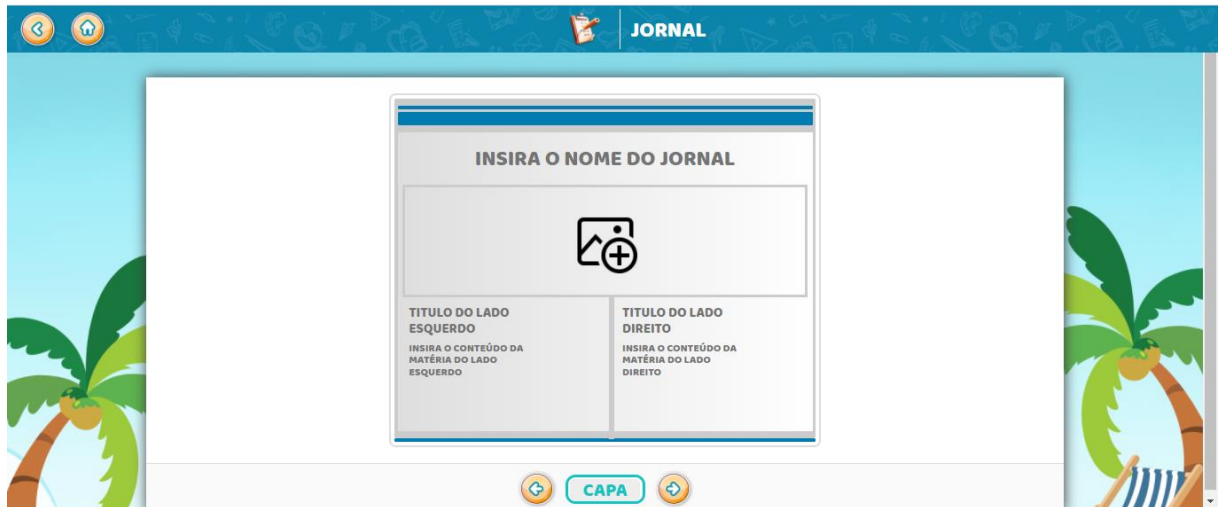 JORNAL
INSIRA O NOME DO JORNAL
TITULO DO LADO
ESQUERDO
INSIRA O CONTEÚDO DA
MATÉRIA DO LADO
ESQUERDO
TITULO DO LADO
DIREITO
INSIRA O CONTEÚDO DA
MATÉRIA DO LADO
DIREITO
CAPA